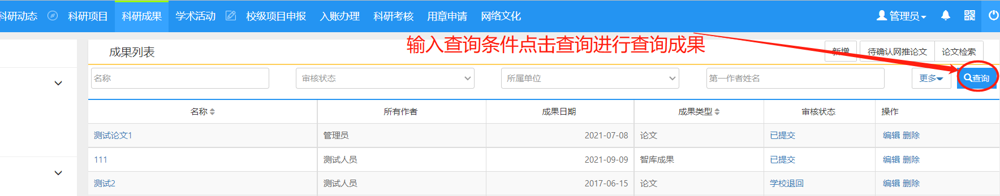 科研动态 科研项目 科研成果 学术活动 校级项目申报 入账办理 科研考核 用章申请 网络文化 管理员
输入查询条件点击查询进行查询成果
成果列表 新增 待确认网推论文 论文检索
名称 审核状态 所属单位 第一作者姓名 更多 查询
名称 所有作者 成果日期 成果类型 审核状态 操作
测试论文1 管理员 2021-07-08 论文 已提交 编辑 删除
111 测试人员 2021-09-09 智库成果 已提交 编辑 删除
测试2 测试人员 2017-06-15 论文 学校退回 编辑 删除